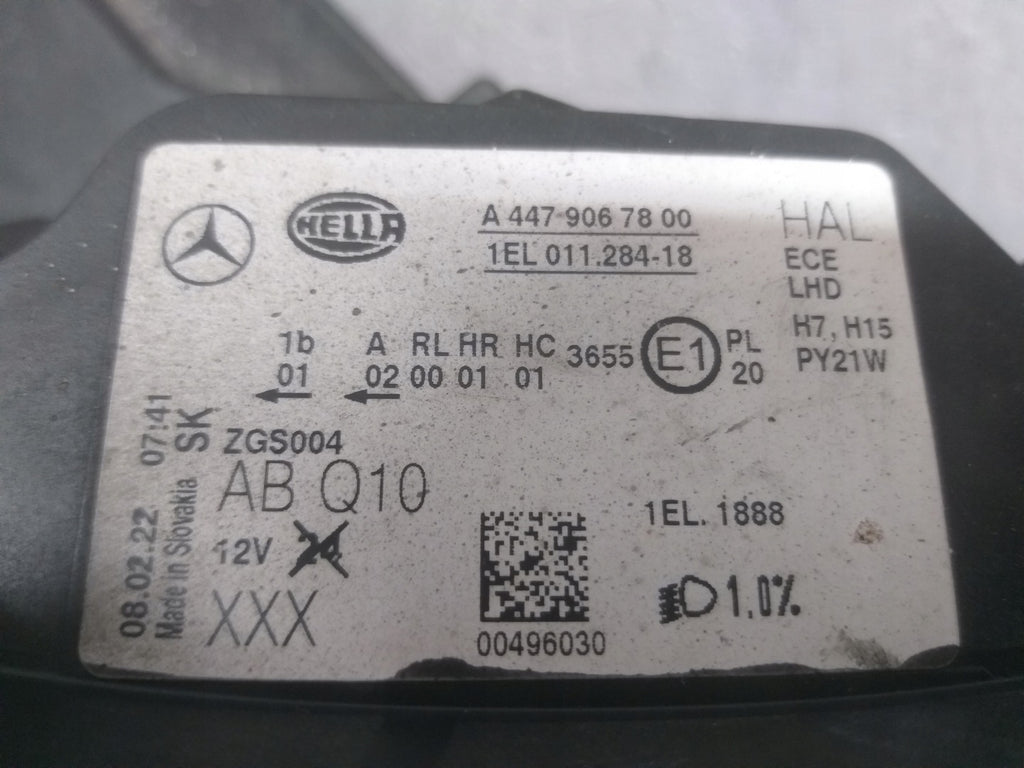 HELLA
A 447 906 78 00
1EL 011.284-18
HAL
ECE
LHD
H7, H15
PY21W
1b A RL HR HC 3655 E1 PL
01 02 00 01 01 20
ZGS004
AB Q10
12V
XXX
08.02.22 07:41
Made in Slovakia SK
00496030
1EL. 1888
1.0%